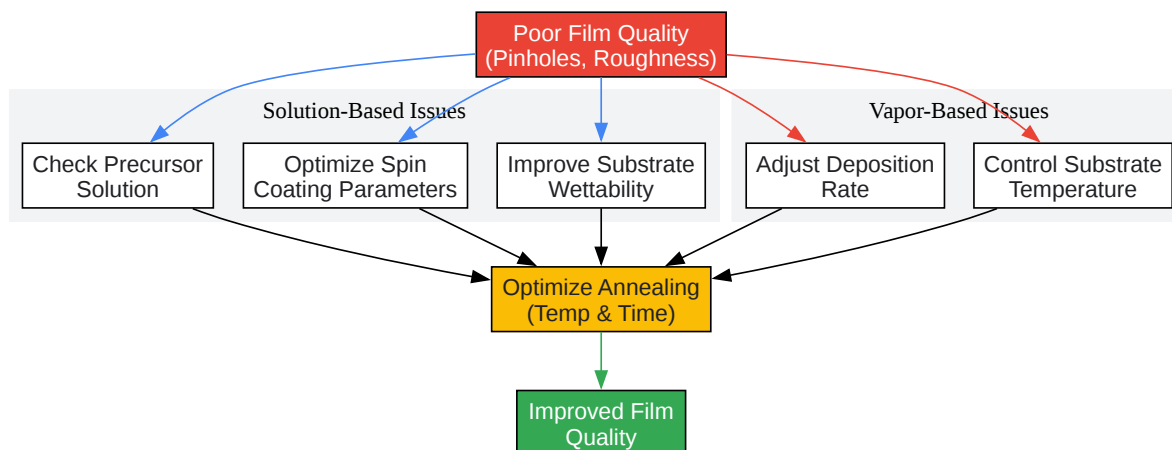 Poor Film Quality
(Pinholes, Roughness)
Solution-Based Issues
Vapor-Based Issues
Check Precursor
Solution
Optimize Spin
Coating Parameters
Improve Substrate
Wettability
Adjust Deposition
Rate
Control Substrate
Temperature
Optimize Annealing
(Temp & Time)
Improved Film
Quality